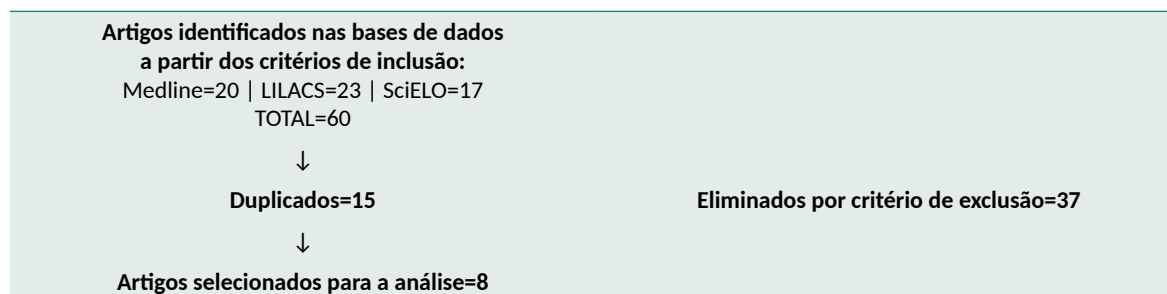 Artigos identificados nas bases de dados
a partir dos critérios de inclusão:
Medline=20 | LILACS=23 | SciELO=17
TOTAL=60
↓
Duplicados=15
Eliminados por critério de exclusão=37
↓
Artigos selecionados para a análise=8